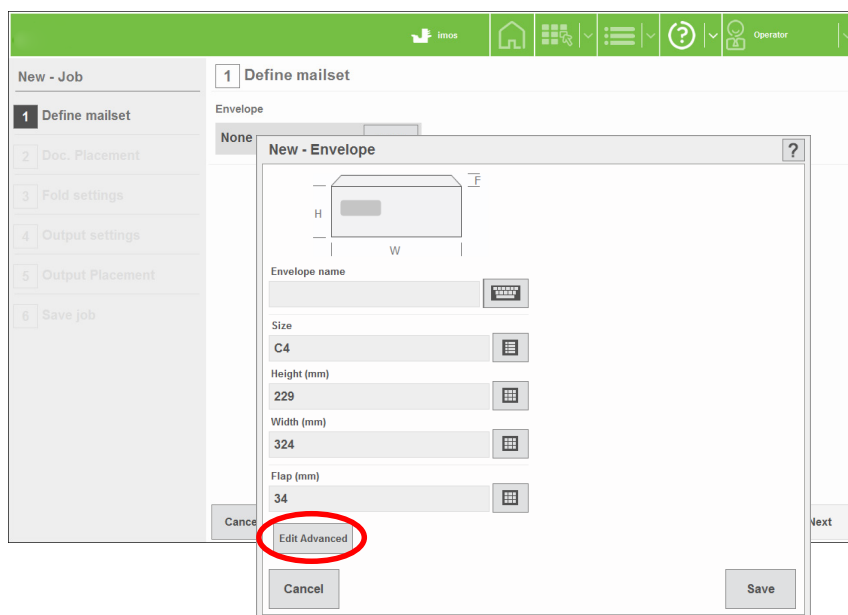 imos
Operator
New - Job
1 Define mailset
2 Doc. Placement
3 Fold settings
4 Output settings
5 Output Placement
6 Save job
1 Define mailset
Envelope
None
New - Envelope
?
F
H
W
Envelope name
Size
C4
Height (mm)
229
Width (mm)
324
Flap (mm)
34
Edit Advanced
Cancel
Save
Cance
Next